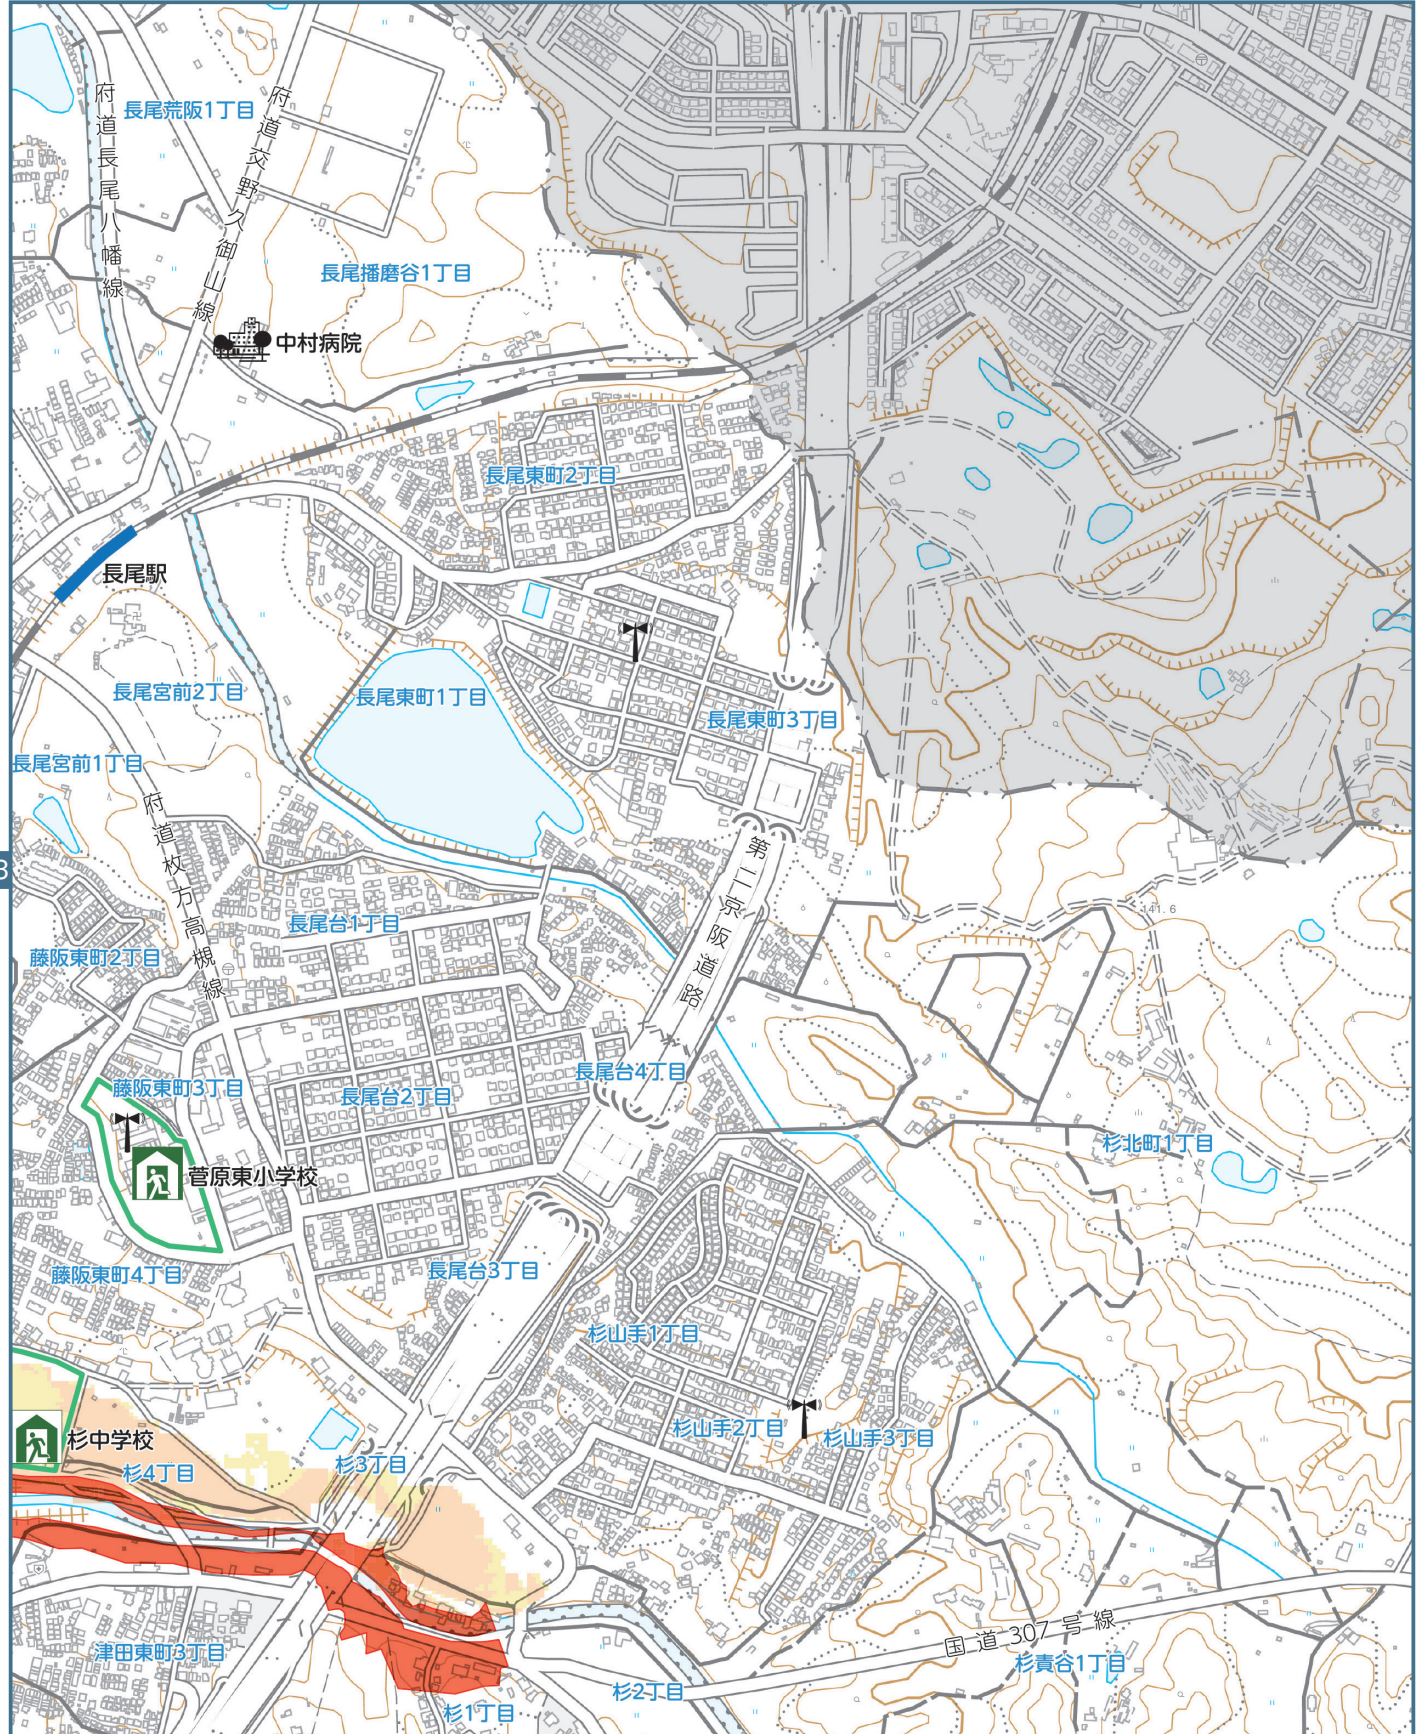 長尾荒阪1丁目
府道長尾八幡線
府道交野久御山線
長尾播磨谷1丁目
中村病院
長尾東町2丁目
長尾駅
長尾宮前2丁目
長尾東町1丁目
長尾東町3丁目
長尾宮前1丁目
府道枚方高槻線
第二京阪道路
3
長尾台1丁目
141.6
藤阪東町2丁目
長尾台4丁目
藤阪東町3丁目
長尾台2丁目
杉北町1丁目
菅原東小学校
長尾台3丁目
藤阪東町4丁目
杉山手1丁目
杉山手2丁目
杉山手3丁目
杉中学校
杉4丁目
杉3丁目
国道307号線
津田東町3丁目
杉責谷1丁目
杉2丁目
杉1丁目